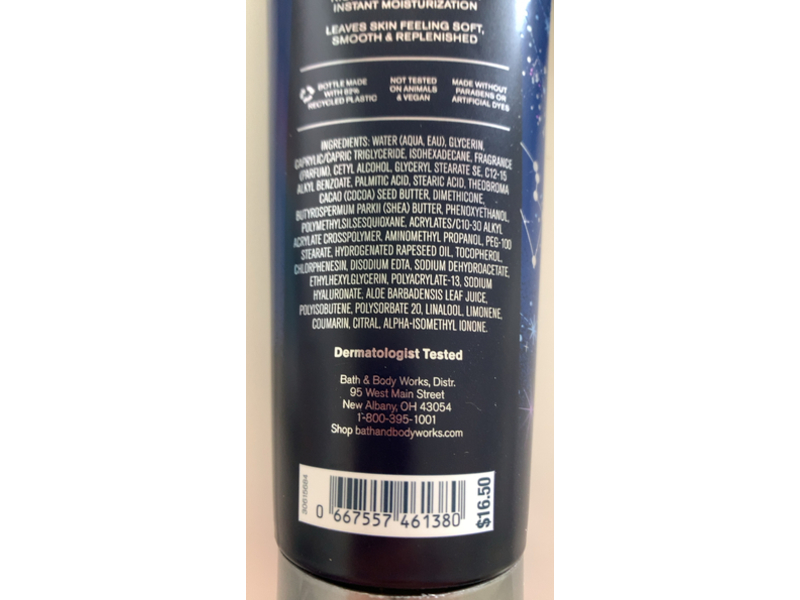 INSTANT MOISTURIZATION
LEAVES SKIN FEELING SOFT,
SMOOTH & REPLENISHED
BOTTLE MADE
WITH 82%
RECYCLED PLASTIC
NOT TESTED
ON ANIMALS
& VEGAN
MADE WITHOUT
PARABENS OR
ARTIFICIAL DYES
INGREDIENTS: WATER (AQUA, EAU), GLYCERIN,
CAPRYLIC/CAPRIC TRIGLYCERIDE, ISOHEXADECANE, FRAGRANCE
(PARFUM), CETYL ALCOHOL, GLYCERYL STEARATE SE, C12-15
ALKYL BENZOATE, PALMITIC ACID, STEARIC ACID, THEOBROMA
CACAO (COCOA) SEED BUTTER, DIMETHICONE,
BUTYROSPERMUM PARKII (SHEA) BUTTER, PHENOXYETHANOL,
POLYMETHYLSILSESQUIOXANE, ACRYLATES/C10-30 ALKYL
ACRYLATE CROSSPOLYMER, AMINOMETHYL PROPANOL, PEG-100
STEARATE, HYDROGENATED RAPESEED OIL, TOCOPHEROL,
CHLORPHENESIN, DISODIUM EDTA, SODIUM DEHYDROACETATE,
ETHYLHEXYLGLYCERIN, POLYACRYLATE-13, SODIUM
HYALURONATE, ALOE BARBADENSIS LEAF JUICE,
POLYISOBUTENE, POLYSORBATE 20, LINALOOL, LIMONENE,
COUMARIN, CITRAL, ALPHA-ISOMETHYL IONONE.
Dermatologist Tested
Bath & Body Works, Distr.
95 West Main Street
New Albany, OH 43054
1-800-395-1001
Shop bathandbodyworks.com
0 667557 461380
$16.50